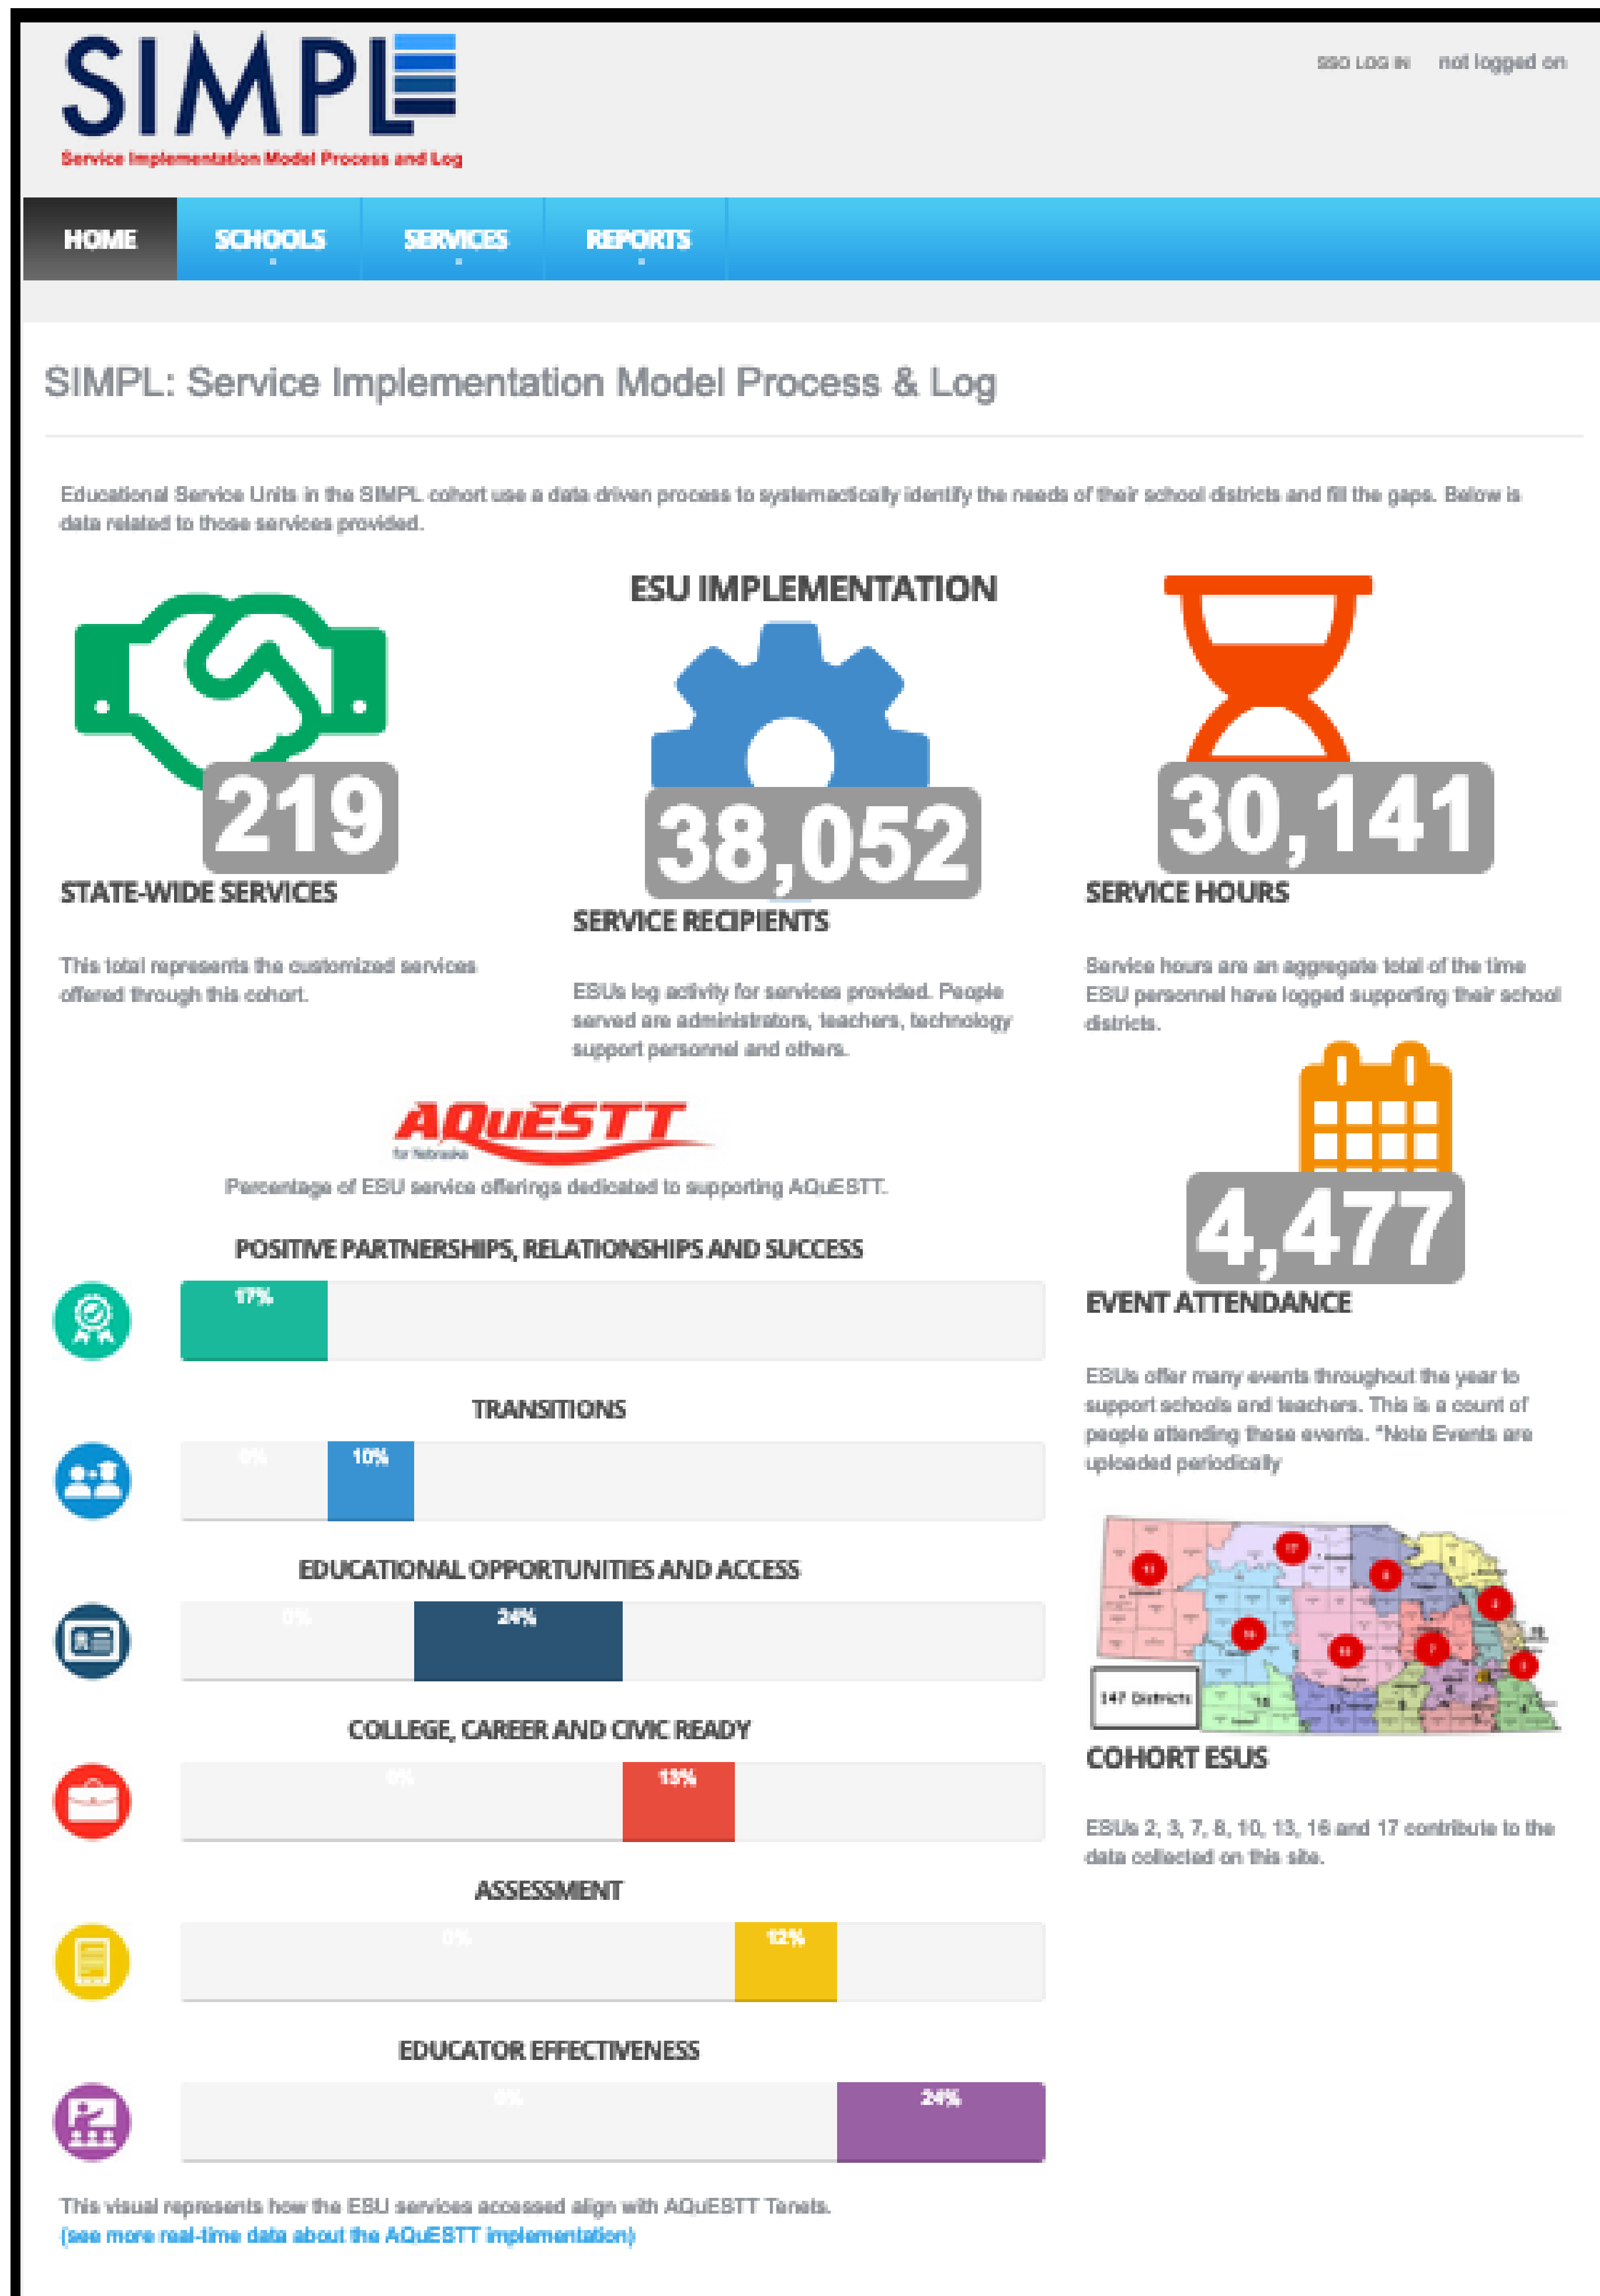 SIMPL
Service Implementation Model Process and Log
SSO LOG IN not logged on
HOME SCHOOLS SERVICES REPORTS
SIMPL: Service Implementation Model Process & Log
Educational Service Units in the SIMPL cohort use a data driven process to systemactically identify the needs of their school districts and fill the gaps. Below is
data related to those services provided.
ESU IMPLEMENTATION
219
STATE-WIDE SERVICES
This total represents the customized services
offered through this cohort.
38,052
SERVICE RECIPIENTS
ESUs log activity for services provided. People
served are administrators, teachers, technology
support personnel and others.
30,141
SERVICE HOURS
Service hours are an aggregate total of the time
ESU personnel have logged supporting their school
districts.
AQuESTT
for Nebraska
Percentage of ESU service offerings dedicated to supporting AQuESTT.
POSITIVE PARTNERSHIPS, RELATIONSHIPS AND SUCCESS
17%
TRANSITIONS
0% 10%
EDUCATIONAL OPPORTUNITIES AND ACCESS
0% 24%
COLLEGE, CAREER AND CIVIC READY
0% 13%
ASSESSMENT
0% 12%
EDUCATOR EFFECTIVENESS
0% 24%
This visual represents how the ESU services accessed align with AQuESTT Tenets.
(see more real-time data about the AQuESTT implementation)
4,477
EVENT ATTENDANCE
ESUs offer many events throughout the year to
support schools and teachers. This is a count of
people attending these events. *Note Events are
uploaded periodically
147 Districts
COHORT ESUS
ESUs 2, 3, 7, 8, 10, 13, 16 and 17 contribute to the
data collected on this site.